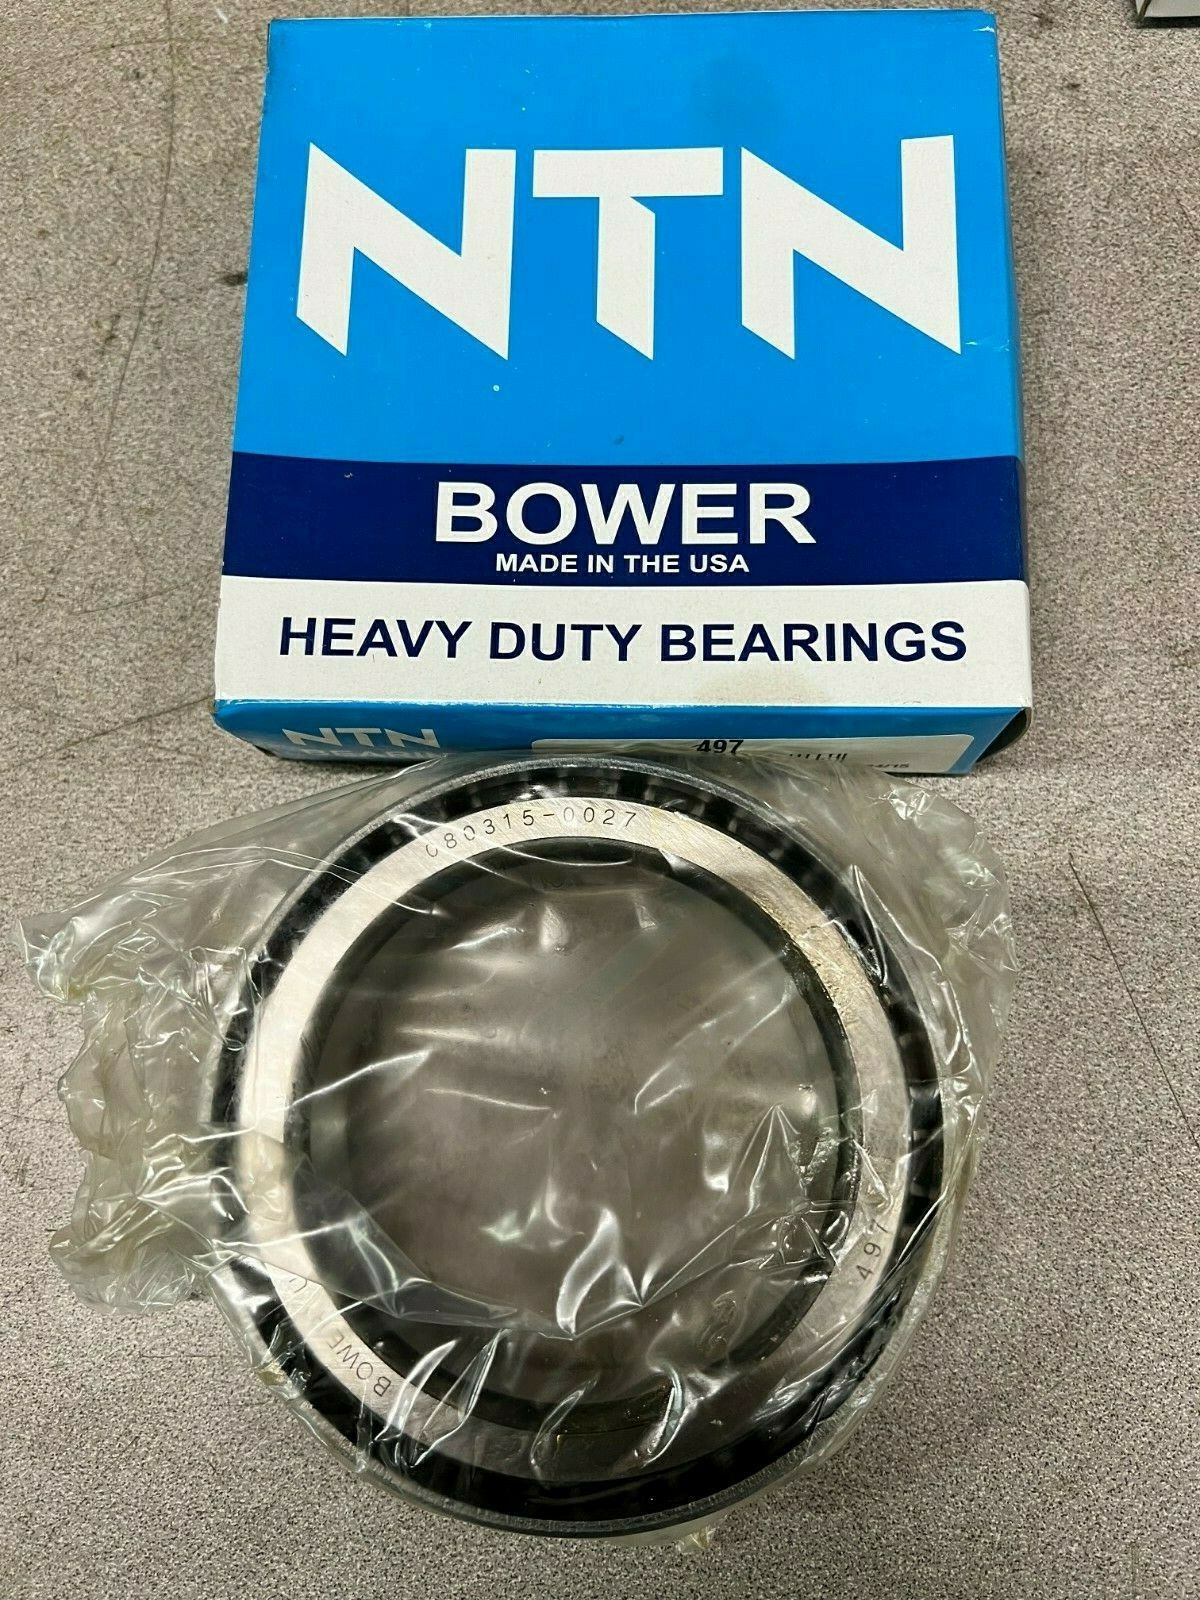 NTN
BOWER
MADE IN THE USA
HEAVY DUTY BEARINGS
NTN
497
080315-0027
497
BOWE